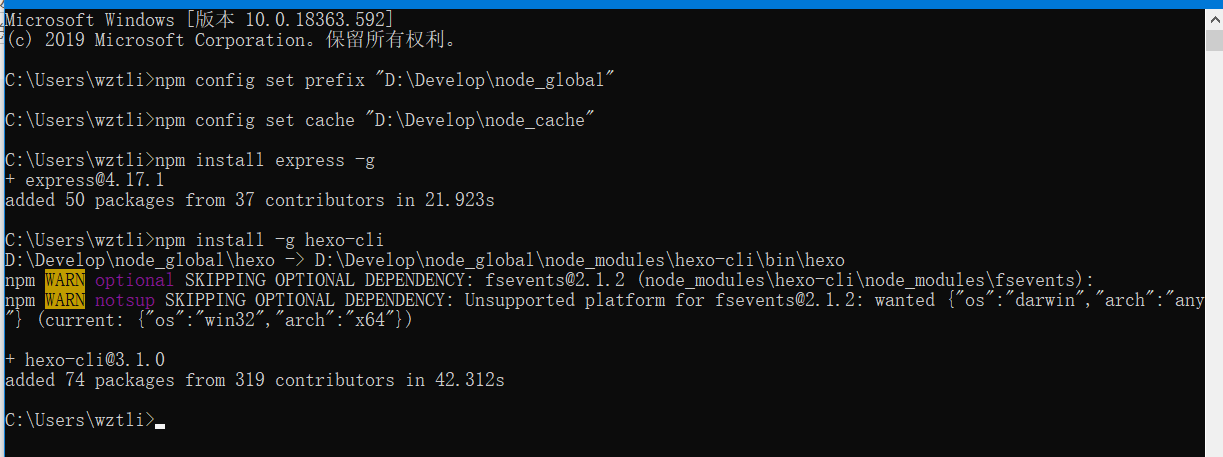 Microsoft Windows [版本 10.0.18363.592]
(c) 2019 Microsoft Corporation。保留所有权利。
C:\Users\wztli>npm config set prefix "D:\Develop\node_global"
C:\Users\wztli>npm config set cache "D:\Develop\node_cache"
C:\Users\wztli>npm install express -g
+ express@4.17.1
added 50 packages from 37 contributors in 21.923s
C:\Users\wztli>npm install -g hexo-cli
D:\Develop\node_global\hexo -> D:\Develop\node_global\node_modules\hexo-cli\bin\hexo
npm WARN optional SKIPPING OPTIONAL DEPENDENCY: fsevents@2.1.2 (node_modules\hexo-cli\node_modules\fsevents):
npm WARN notsup SKIPPING OPTIONAL DEPENDENCY: Unsupported platform for fsevents@2.1.2: wanted {"os":"darwin","arch":"any
"} (current: {"os":"win32","arch":"x64"})
+ hexo-cli@3.1.0
added 74 packages from 319 contributors in 42.312s
C:\Users\wztli>